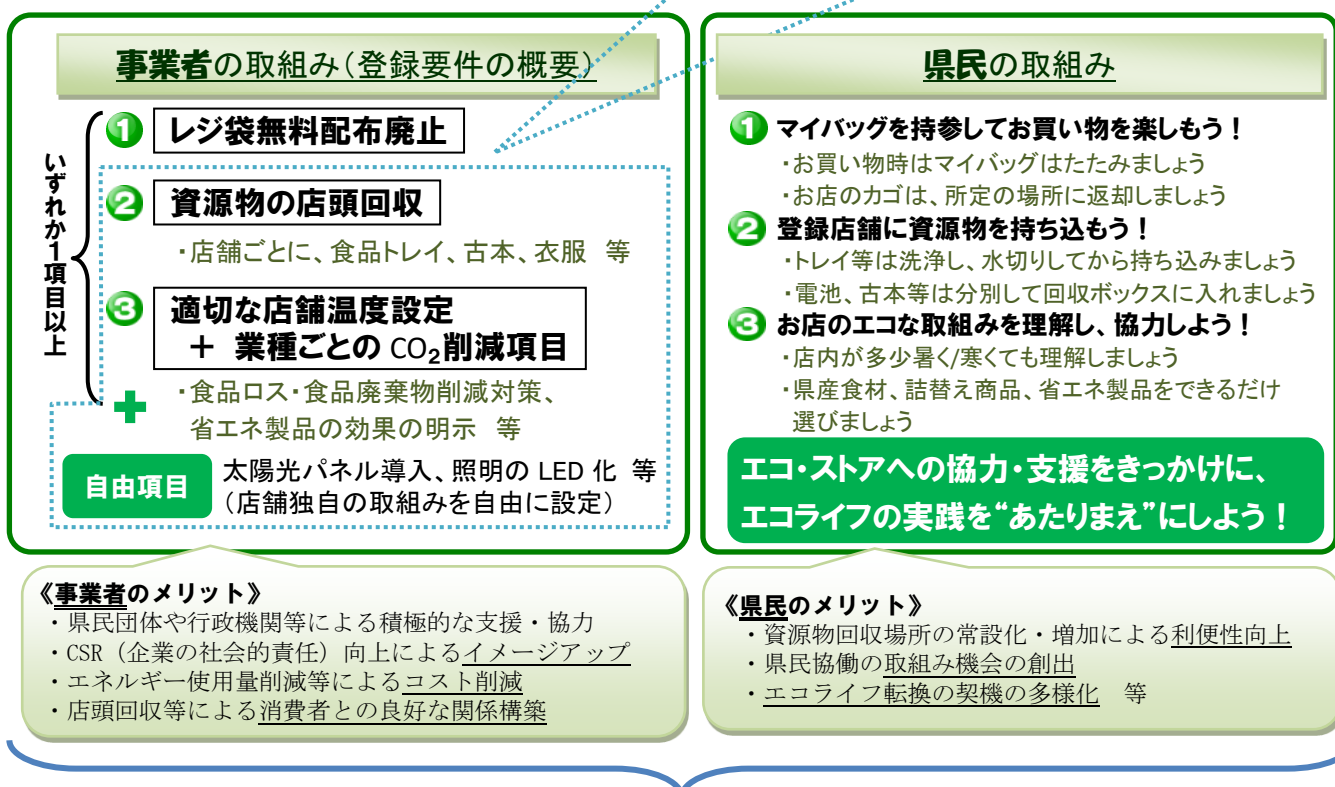 事業者の取組み（登録要件の概要）
いずれか1項目以上
1 レジ袋無料配布廃止
2 資源物の店頭回収
・店舗ごとに、食品トレイ、古本、衣服　等
3 適切な店舗温度設定
＋ 業種ごとの CO₂削減項目
・食品ロス・食品廃棄物削減対策、
省エネ製品の効果の明示　等
＋
自由項目
太陽光パネル導入、照明の LED 化　等
（店舗独自の取組みを自由に設定）
《事業者のメリット》
・県民団体や行政機関等による積極的な支援・協力
・CSR（企業の社会的責任）向上によるイメージアップ
・エネルギー使用量削減等によるコスト削減
・店頭回収等による消費者との良好な関係構築
県民の取組み
1 マイバッグを持参してお買い物を楽しもう！
・お買い物時はマイバッグはたたみましょう
・お店のカゴは、所定の場所に返却しましょう
2 登録店舗に資源物を持ち込もう！
・トレイ等は洗浄し、水切りしてから持ち込みましょう
・電池、古本等は分別して回収ボックスに入れましょう
3 お店のエコな取組みを理解し、協力しよう！
・店内が多少暑く/寒くても理解しましょう
・県産食材、詰替え商品、省エネ製品をできるだけ
選びましょう
エコ・ストアへの協力・支援をきっかけに、
エコライフの実践を“あたりまえ”にしよう！
《県民のメリット》
・資源物回収場所の常設化・増加による利便性向上
・県民協働の取組み機会の創出
・エコライフ転換の契機の多様化　等